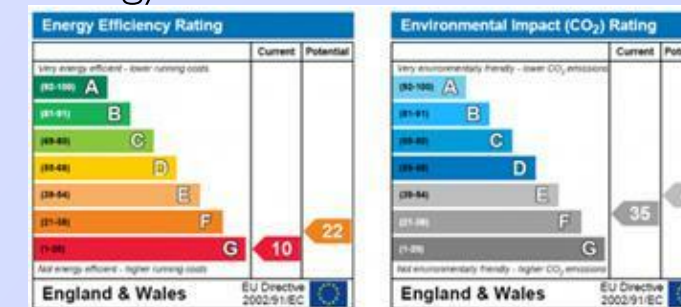 Energy Efficiency Rating
Current Potential
Very energy efficient - lower running costs
(92-100) A
(81-91) B
(69-80) C
(55-68) D
(39-54) E
(21-38) F
(1-20) G
10
22
Not energy efficient - higher running costs
England & Wales
EU Directive
2002/91/EC
Environmental Impact (CO2) Rating
Current
Very environmentally friendly - lower CO2 emissions
(92-100) A
(81-91) B
(69-80) C
(55-68) D
(39-54) E
(21-38) F
(1-20) G
35
Not environmentally friendly - higher CO2 emissions
England & Wales
EU Directive
2002/91/EC